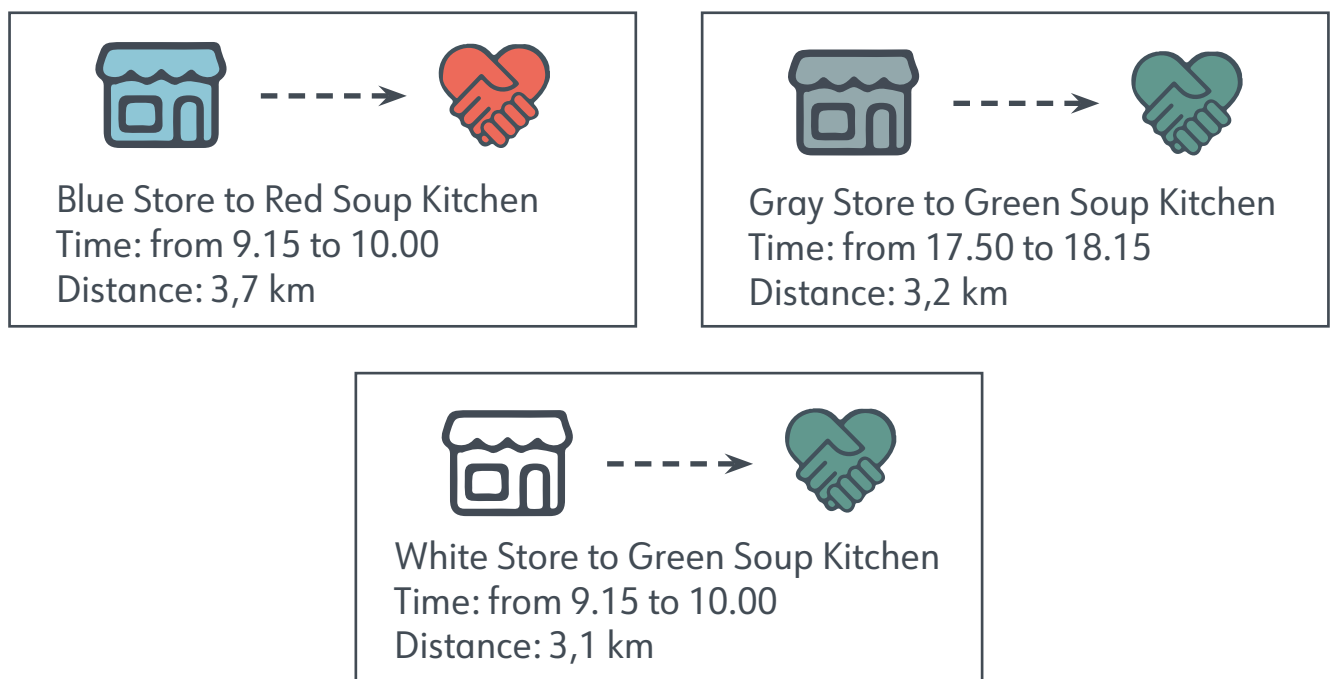 Blue Store to Red Soup Kitchen
Time: from 9.15 to 10.00
Distance: 3,7 km
Gray Store to Green Soup Kitchen
Time: from 17.50 to 18.15
Distance: 3,2 km
White Store to Green Soup Kitchen
Time: from 9.15 to 10.00
Distance: 3,1 km